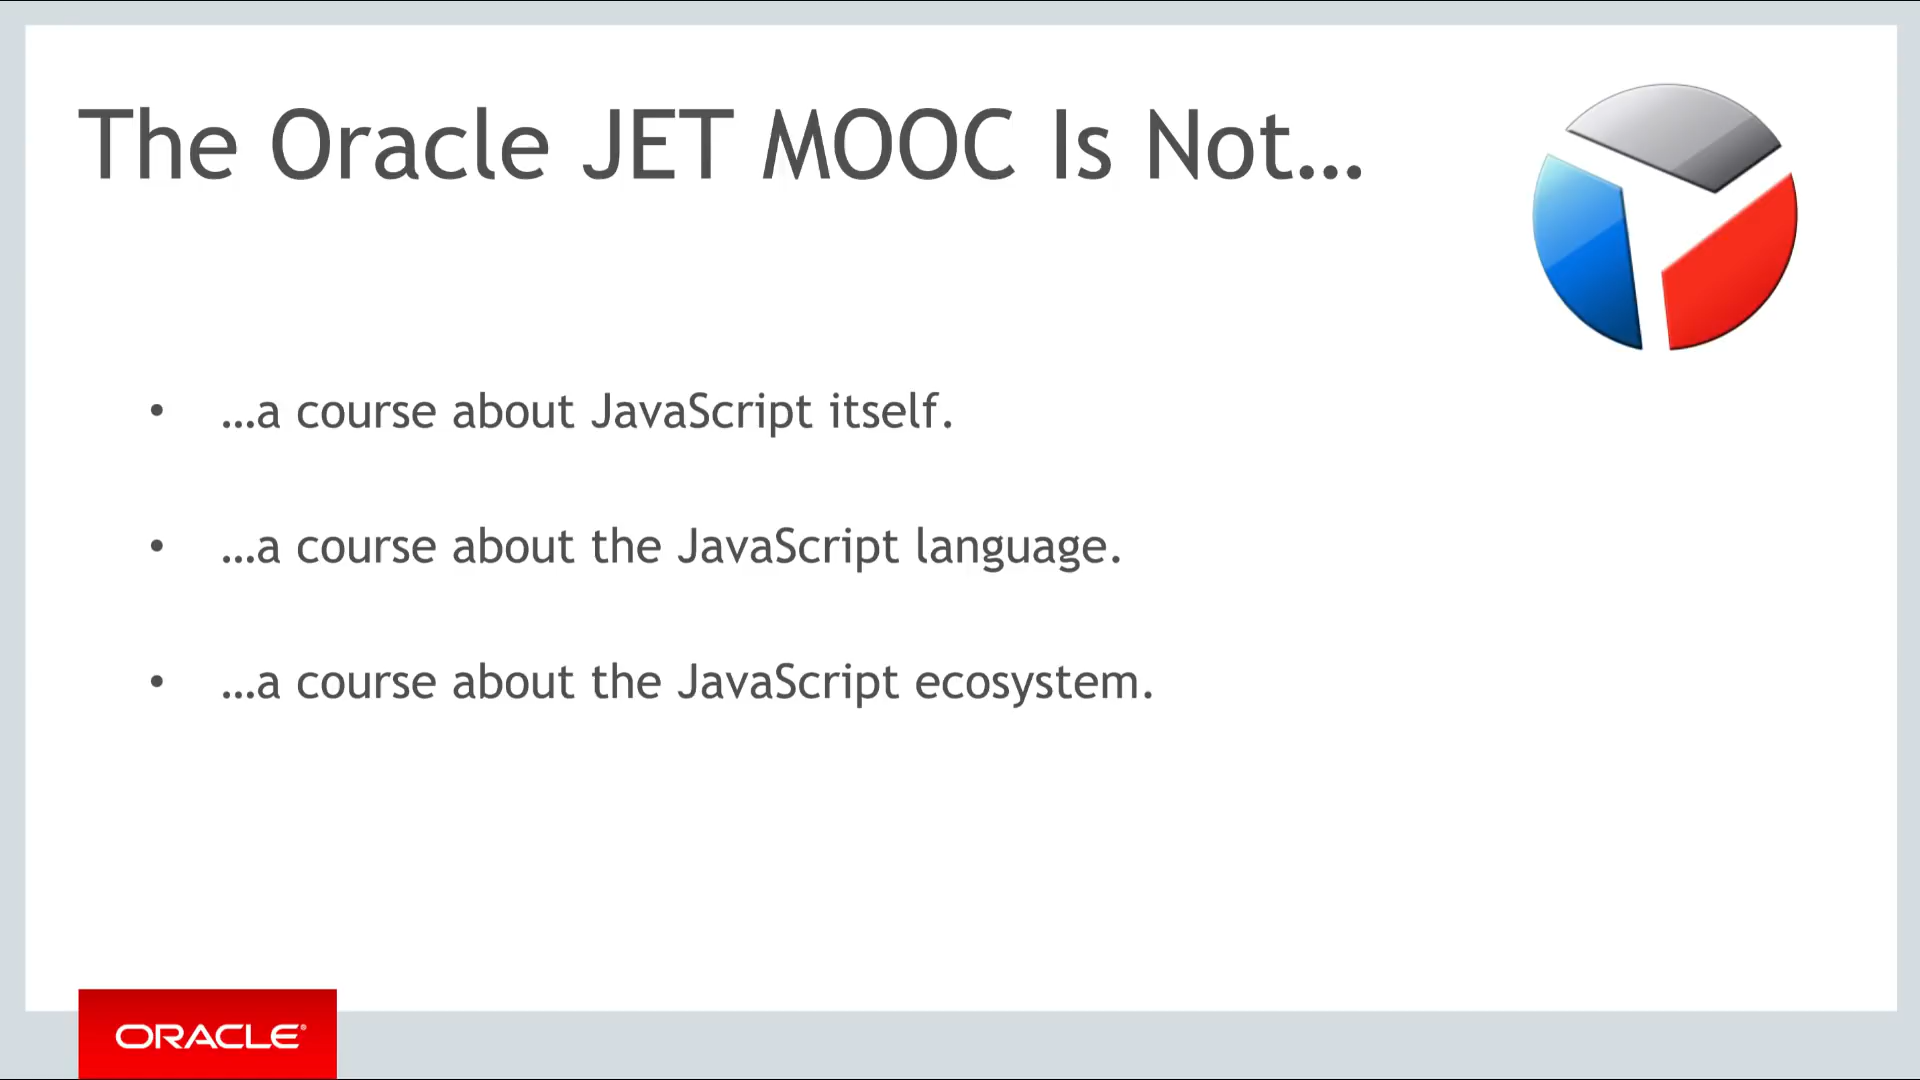 The Oracle JET MOOC Is Not…
• …a course about JavaScript itself.
• …a course about the JavaScript language.
• …a course about the JavaScript ecosystem.
ORACLE®